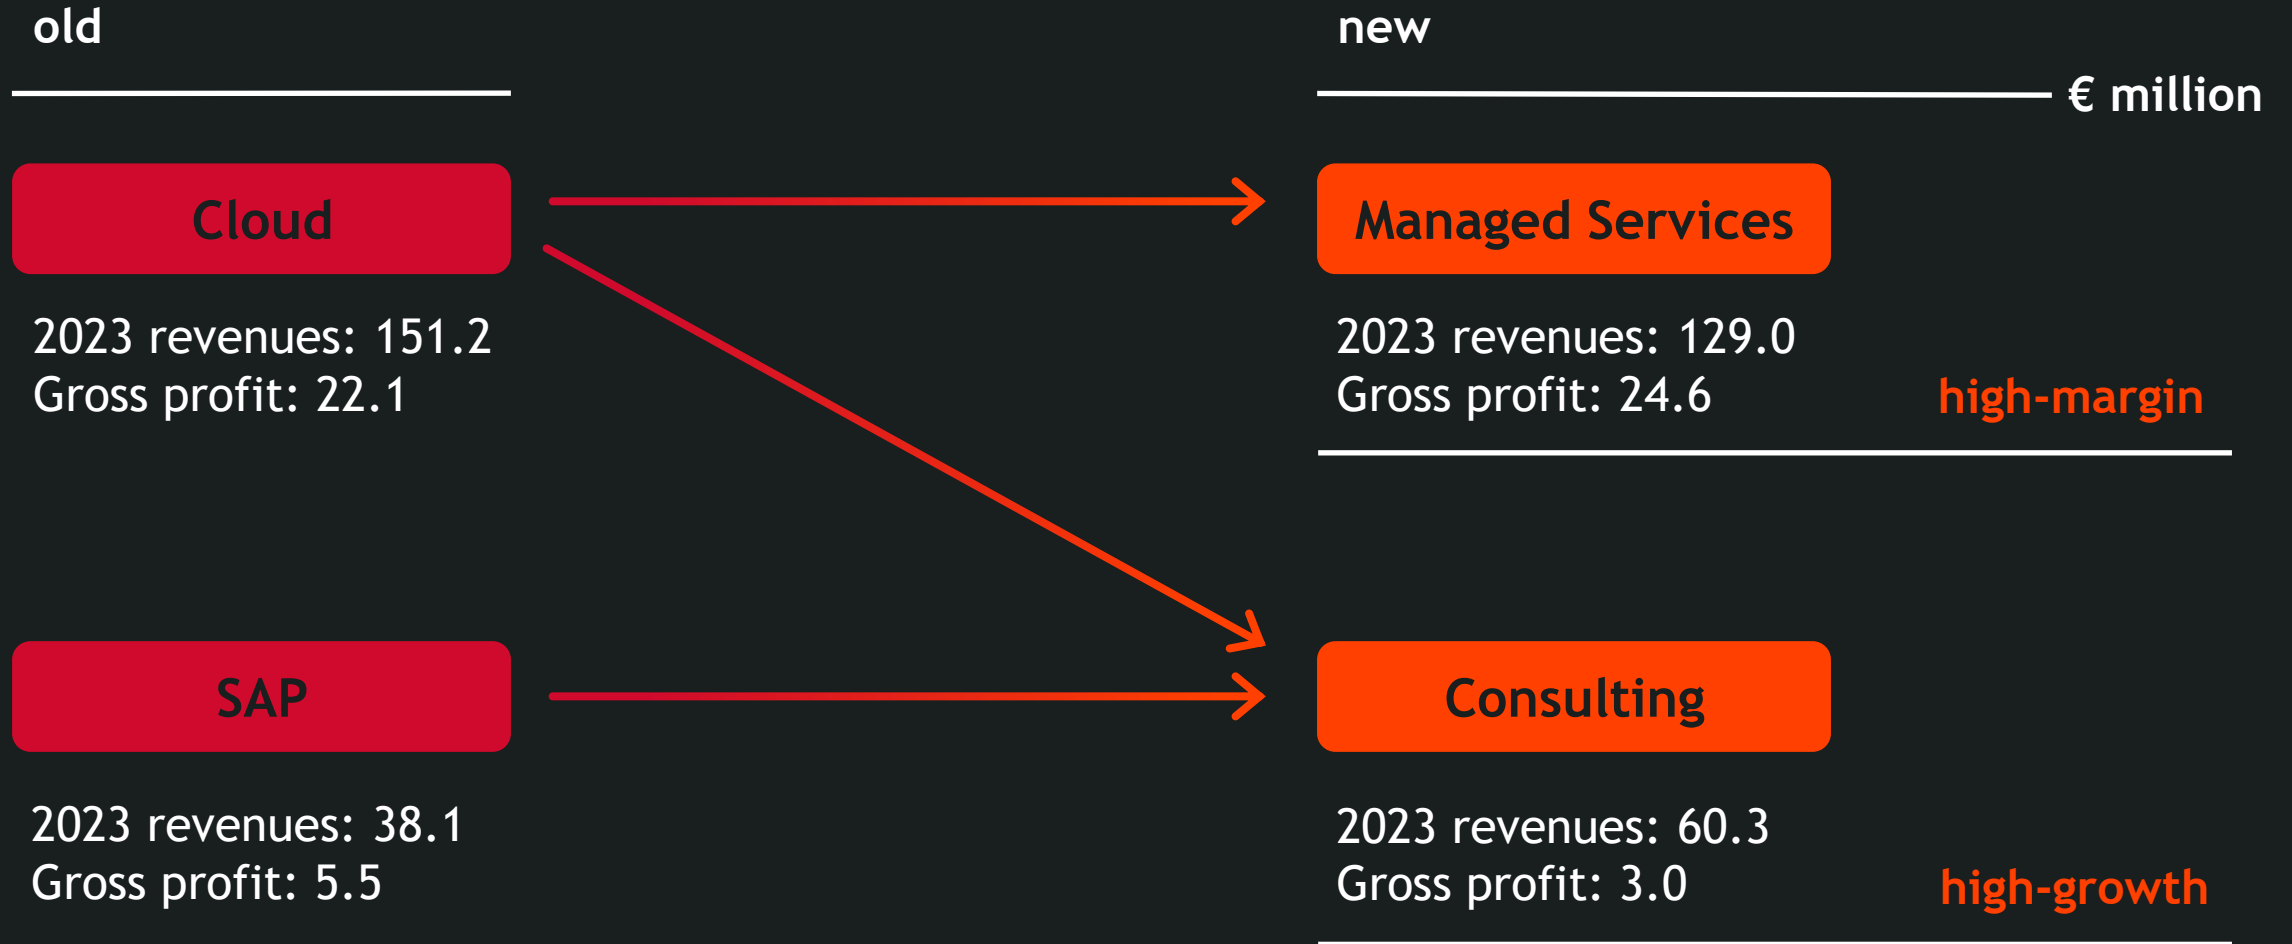 old
new
€ million
Cloud
Managed Services
2023 revenues: 151.2
Gross profit: 22.1
2023 revenues: 129.0
Gross profit: 24.6
high-margin
SAP
Consulting
2023 revenues: 38.1
Gross profit: 5.5
2023 revenues: 60.3
Gross profit: 3.0
high-growth